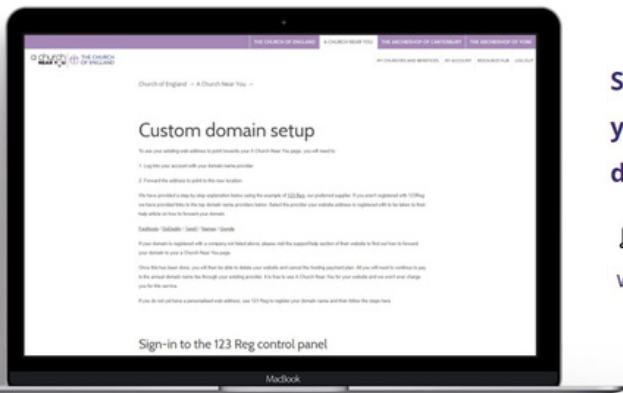 THE CHURCH OF ENGLAND A CHURCH NEAR YOU THE ARCHBISHOP OF CANTERBURY THE ARCHBISHOP OF YORK
a church NEAR YOU THE CHURCH OF ENGLAND
MY CHURCHES AND BENEFICES MY ACCOUNT RESOURCE HUB LOG OUT
Church of England → A Church Near You →
Custom domain setup
To use your existing web address to point towards your A Church Near You page, you will need to:
1. Log into your account with your domain name provider
2. Forward the address to point to this new location.
We have provided a step by step explanation below using the example of 123 Reg, our preferred supplier. If you aren't registered with 123Reg
we have provided links to the top domain name providers below. Select the provider your website address is registered with to be taken to their
help article on how to forward your domain.
Fasthosts / GoDaddy / 1and1 / Names / Google
If your domain is registered with a company not listed above, please visit the support/help section of their website to find out how to forward
your domain to your A Church Near You page.
Once this has been done, you will then be able to delete your website and cancel the hosting payment plan. All you will need to continue to pay
is the annual domain name fee through your existing provider. It is free to use A Church Near You for your website and we won't ever charge
you for this service.
If you do not yet have a personalised web address, use 123 Reg to register your domain name and then follow the steps here.
Sign-in to the 123 Reg control panel
MacBook
S
y
d